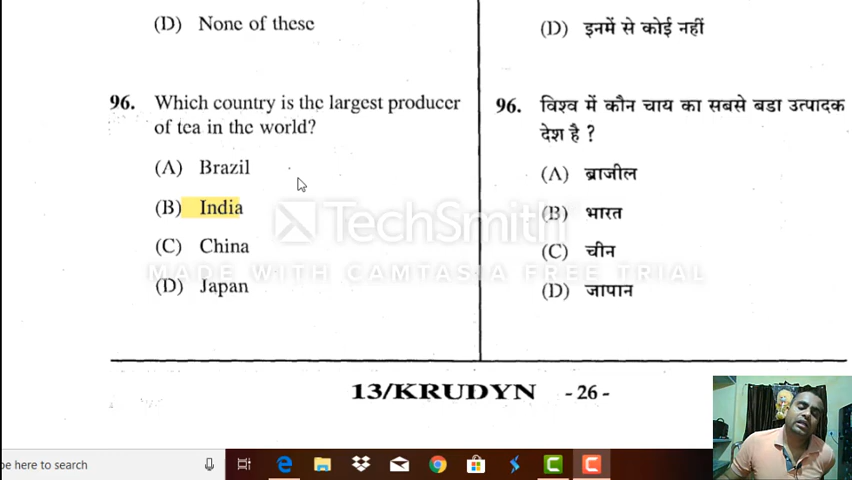 (D) None of these
96. Which country is the largest producer
of tea in the world?
(A) Brazil
(B) India
(C) China
(D) Japan
(D) इनमें से कोई नहीं
96. विश्व में कौन चाय का सबसे बडा उत्पादक
देश है ?
(A) ब्राजील
(B) भारत
(C) चीन
(D) जापान
TechSmith
MADE WITH CAMTASIA FREE TRIAL
13/KRUDYN -26-
pe here to search